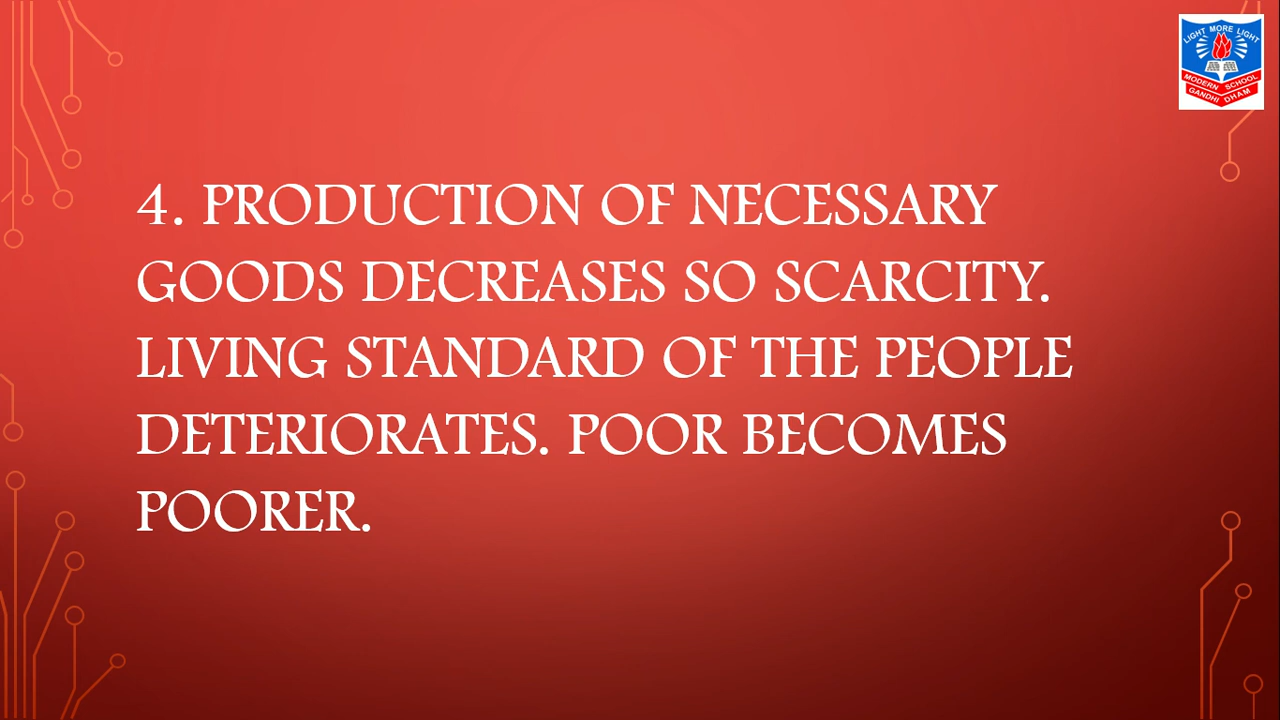 LIGHT MORE LIGHT
MODERN SCHOOL
GANDHI DHAM
4. PRODUCTION OF NECESSARY
GOODS DECREASES SO SCARCITY.
LIVING STANDARD OF THE PEOPLE
DETERIORATES. POOR BECOMES
POORER.